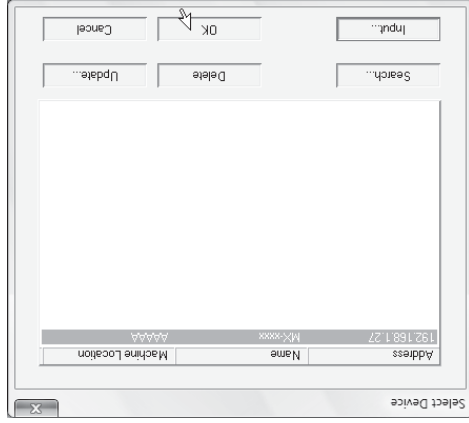 Select Device
X
Address Name Machine Location
192.168.1.27 MX-xxxx AAAAA
Search... Delete Update...
Input... OK Cancel